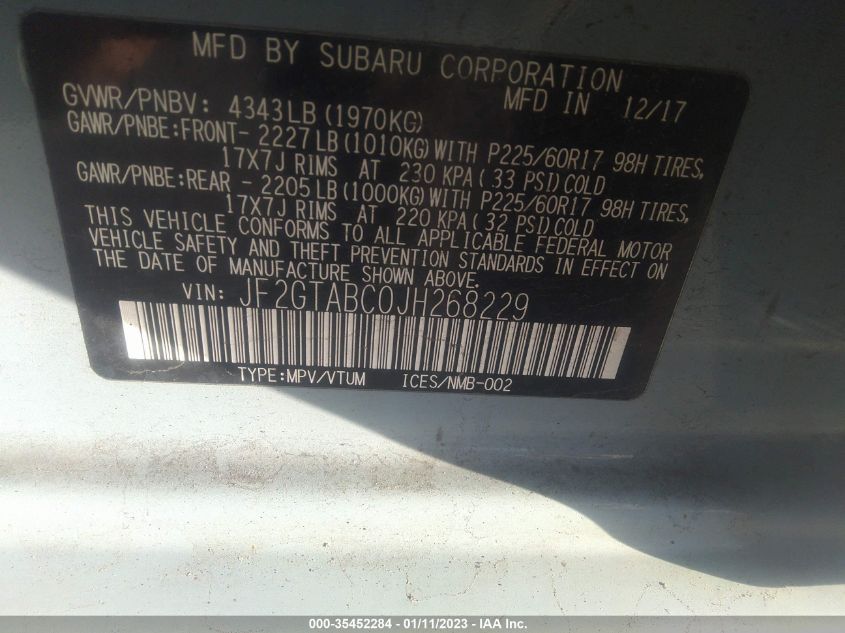 MFD BY SUBARU CORPORATION
MFD IN 12/17
GVWR/PNBV: 4343LB(1970KG)
GAWR/PNBE:FRONT- 2227LB(1010KG)WITH P225/60R17 98H TIRES,
17X7J RIMS AT 230 KPA(33 PSI)COLD
GAWR/PNBE:REAR - 2205LB(1000KG)WITH P225/60R17 98H TIRES,
17X7J RIMS AT 220 KPA(32 PSI)COLD
THIS VEHICLE CONFORMS TO ALL APPLICABLE FEDERAL MOTOR
VEHICLE SAFETY AND THEFT PREVENTION STANDARDS IN EFFECT ON
THE DATE OF MANUFACTURE SHOWN ABOVE.
VIN: JF2GTABC0JH268229
TYPE:MPV/VTUM ICES/NMB-002
000-35452284 - 01/11/2023 - IAA Inc.